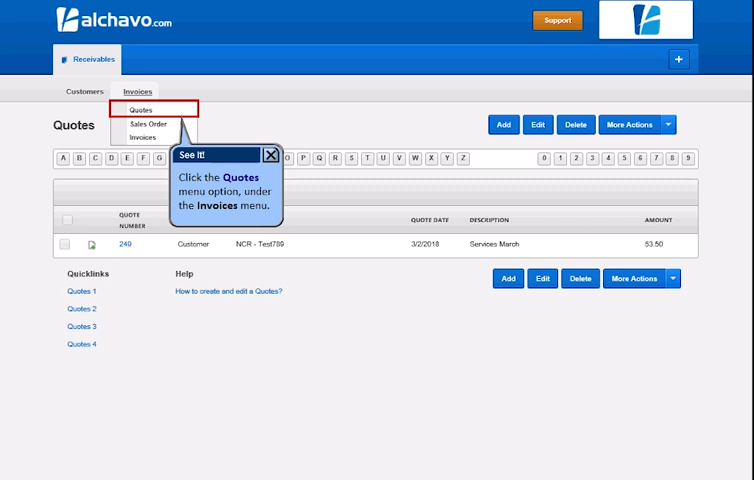 alchavo.com
Support
Receivables
+
Customers Invoices
Quotes
Sales Order
Invoices
Quotes
Add Edit Delete More Actions
See It!
Click the Quotes
menu option, under
the Invoices menu.
A B C D E F G O P Q R S T U V W X Y Z 0 1 2 3 4 5 6 7 8 9
QUOTE
NUMBER QUOTE DATE DESCRIPTION AMOUNT
249 Customer NCR - Test789 3/2/2018 Services March 53.50
Quicklinks Help
Add Edit Delete More Actions
Quotes 1 How to create and edit a Quotes?
Quotes 2
Quotes 3
Quotes 4